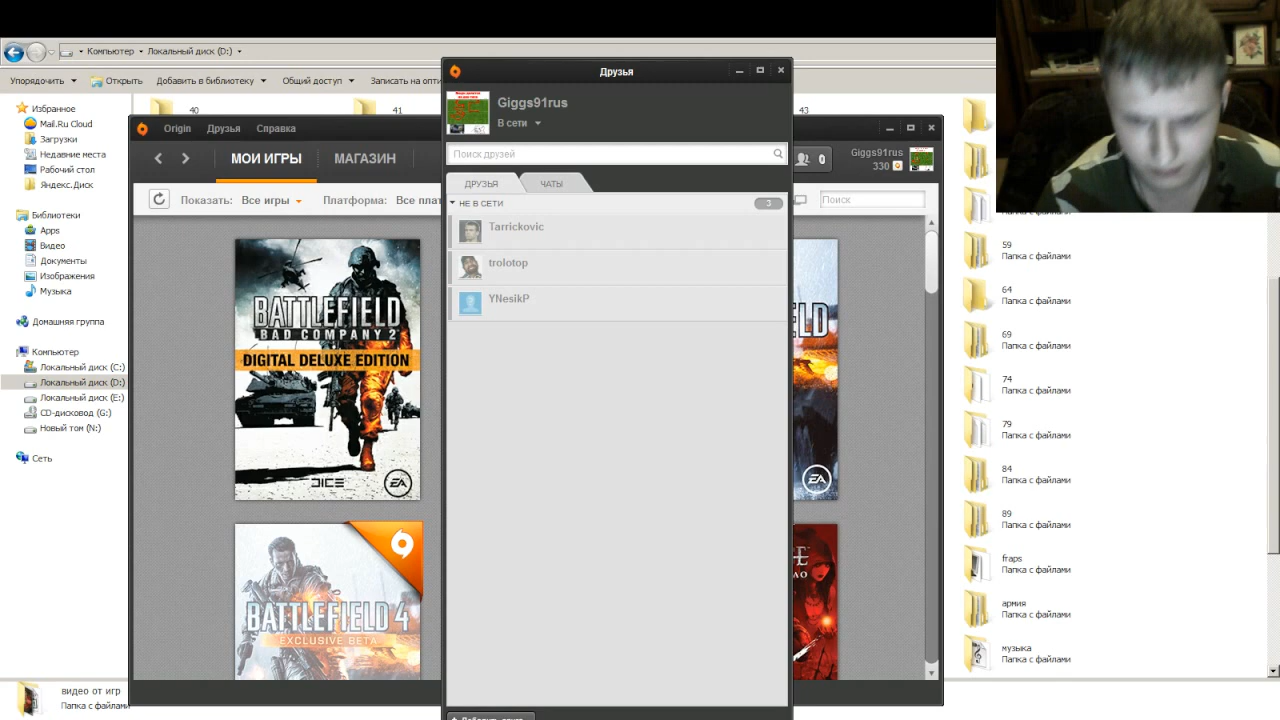 Компьютер
Локальный диск (D:)
Упорядочить
Открыть
Добавить в библиотеку
Общий доступ
Записать на опти
Избранное
Mail.Ru Cloud
Загрузки
Недавние места
Рабочий стол
Яндекс.Диск
Библиотеки
Apps
Видео
Документы
Изображения
Музыка
Домашняя группа
Компьютер
Локальный диск (C:)
Локальный диск (D:)
Локальный диск (E:)
CD-дисковод (G:)
Новый том (N:)
Сеть
видео от игр
Папка с файлами
40
41
43
Origin
Друзья
Справка
МОИ ИГРЫ
МАГАЗИН
Показать:
Все игры
Платформа:
Все плат
0
Giggs91rus
330
Поиск
BATTLEFIELD
BAD COMPANY 2
DIGITAL DELUXE EDITION
DICE
EA
BATTLEFIELD 4
EXCLUSIVE BETA
EA
Друзья
Giggs91rus
В сети
Поиск друзей
ДРУЗЬЯ
ЧАТЫ
НЕ В СЕТИ
3
Tarrickovic
trolotop
YNesikP
59
Папка с файлами
64
Папка с файлами
69
Папка с файлами
74
Папка с файлами
79
Папка с файлами
84
Папка с файлами
89
Папка с файлами
fraps
Папка с файлами
армия
Папка с файлами
музыка
Папка с файлами